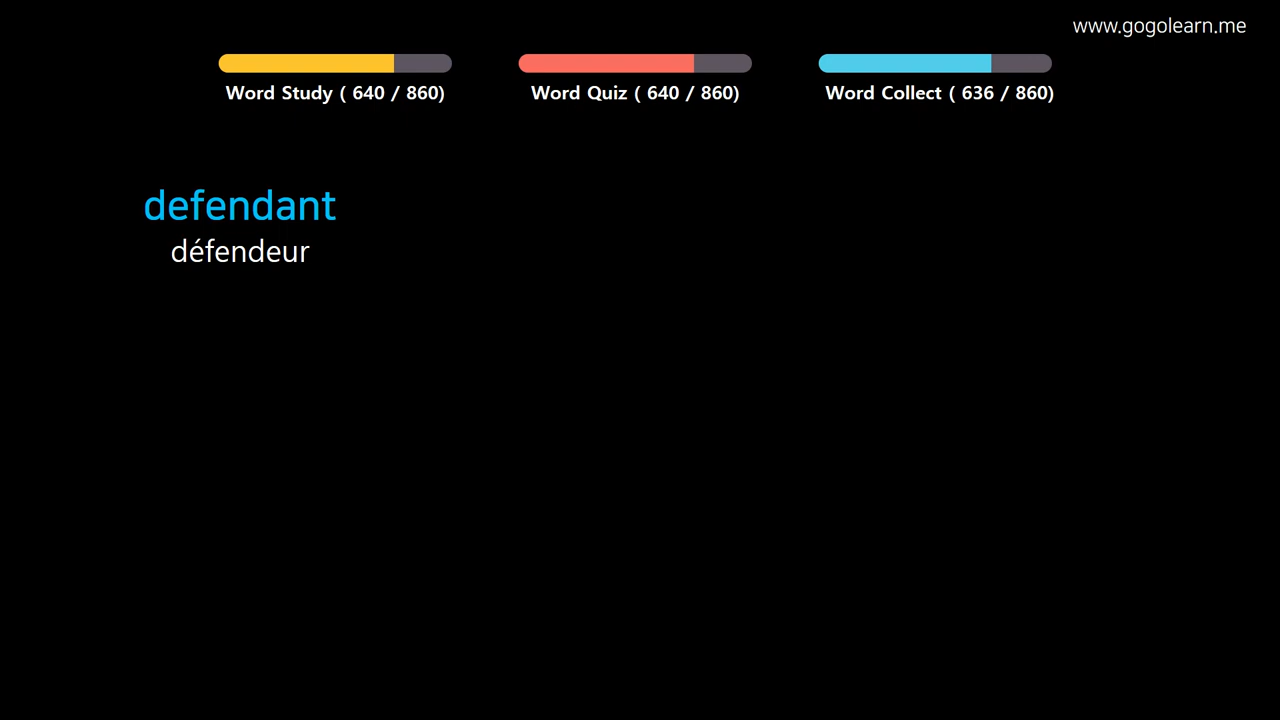 www.gogolearn.me
Word Study ( 640 / 860)
Word Quiz ( 640 / 860)
Word Collect ( 636 / 860)
defendant
défendeur